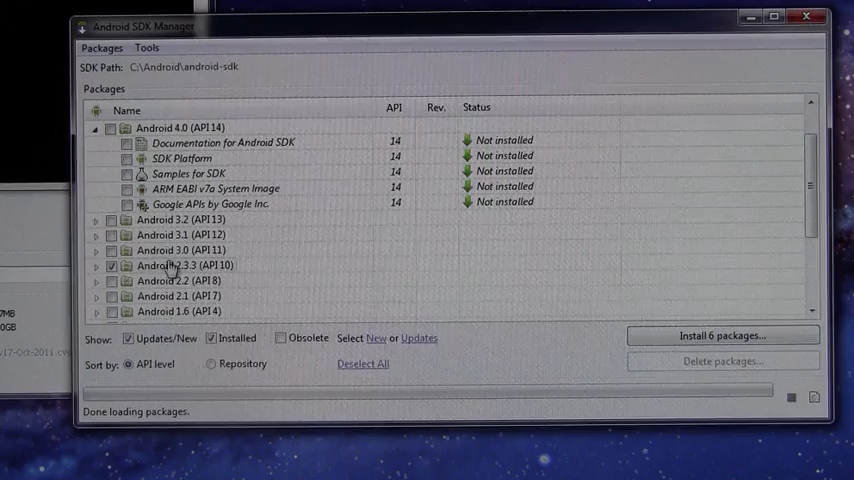 Android SDK Manager
Packages Tools
SDK Path: C:\Android\android-sdk
Packages
Name API Rev. Status
Android 4.0 (API 14)
Documentation for Android SDK 14 Not installed
SDK Platform 14 Not installed
Samples for SDK 14 Not installed
ARM EABI v7a System Image 14 Not installed
Google APIs by Google Inc. 14 Not installed
Android 3.2 (API 13)
Android 3.1 (API 12)
Android 3.0 (API 11)
Android 2.3.3 (API 10)
Android 2.2 (API 8)
Android 2.1 (API 7)
Android 1.6 (API 4)
Show: Updates/New Installed Obsolete Select New or Updates Install 6 packages...
Sort by: API level Repository Deselect All Delete packages...
Done loading packages.
7MB
0GB